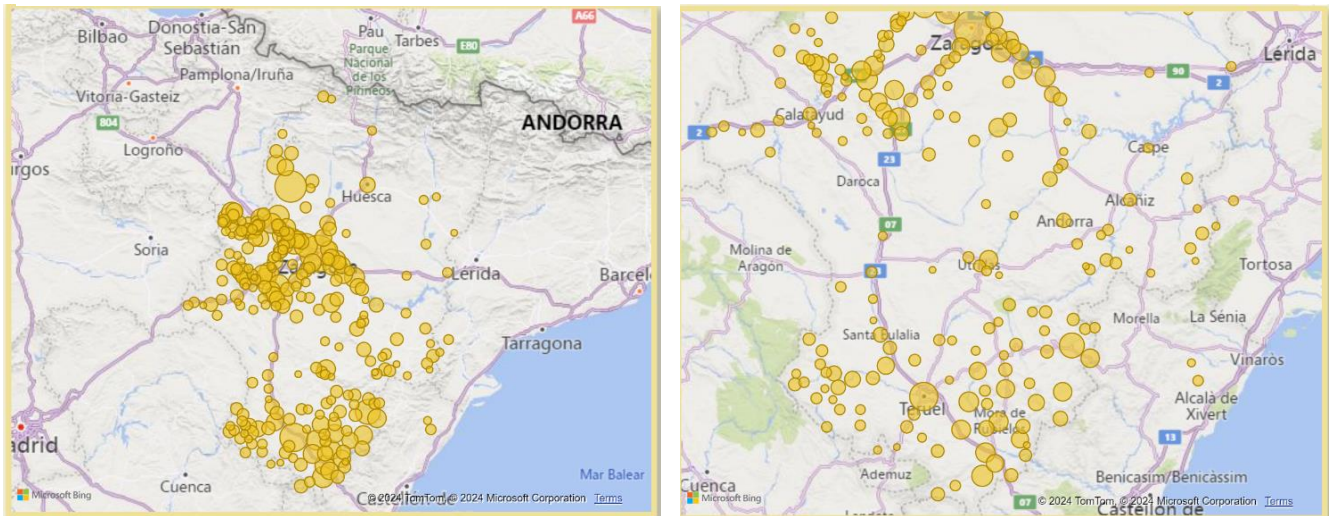 Bilbao
Donostia-San
Sebastián
Pau
Tarbes
A66
E80
Parque
Nacional
de los
Pirineos
Pamplona/Iruña
Vitoria-Gasteiz
804
ANDORRA
Logroño
urgos
Huesca
Soria
Lérida
Barcel
Tarragona
adrid
Cuenca
Mar Balear
Microsoft Bing
© 2024 TomTom, © 2024 Microsoft Corporation Terms
Lérida
90
2
Calatayud
2
Caspe
23
Daroca
Alcañiz
07
Andorra
Molina de
Aragón
Tortosa
Santa Eulalia
Morella
La Sénia
Vinaròs
Teruel
Mora de
Alcalà de
Xivert
13
Ademuz
Benicasim/Benicàssim
Cuenca
Microsoft Bing
07
© 2024 TomTom, © 2024 Microsoft Corporation Terms
Castellón de